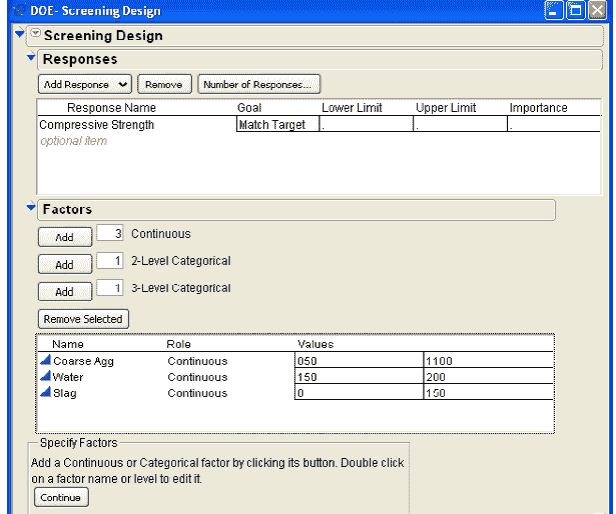 DOE- Screening Design
Screening Design
Responses
Add Response Remove Number of Responses...
Response Name Goal Lower Limit Upper Limit Importance
Compressive Strength Match Target . . .
optional item
Factors
Add 3 Continuous
Add 1 2-Level Categorical
Add 1 3-Level Categorical
Remove Selected
Name Role Values
Coarse Agg Continuous 050 1100
Water Continuous 150 200
Slag Continuous 0 150
Specify Factors
Add a Continuous or Categorical factor by clicking its button. Double click
on a factor name or level to edit it.
Continue